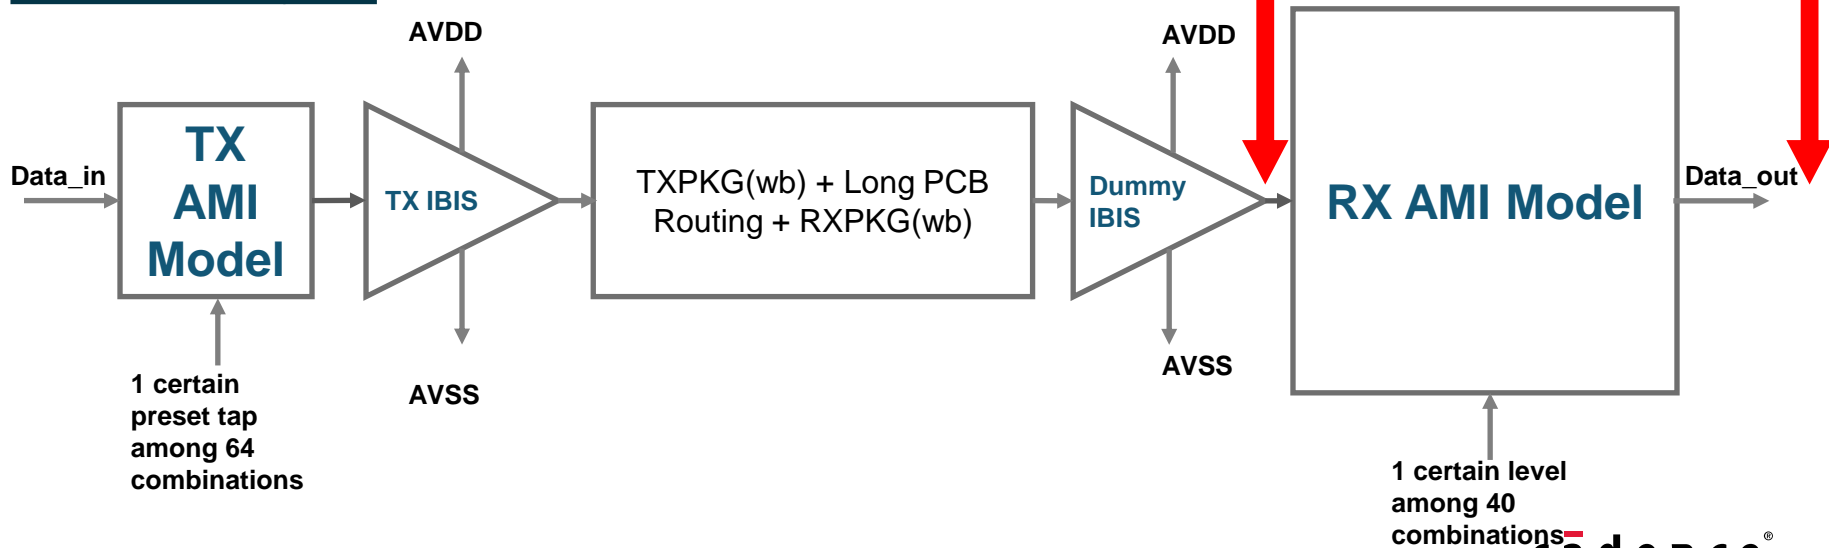 AVDD
AVDD
Data_in
TX
AMI
Model
TX IBIS
TXPKG(wb) + Long PCB
Routing + RXPKG(wb)
Dummy
IBIS
RX AMI Model
Data_out
1 certain
preset tap
among 64
combinations
AVSS
AVSS
1 certain level
among 40
combinations
cādence®